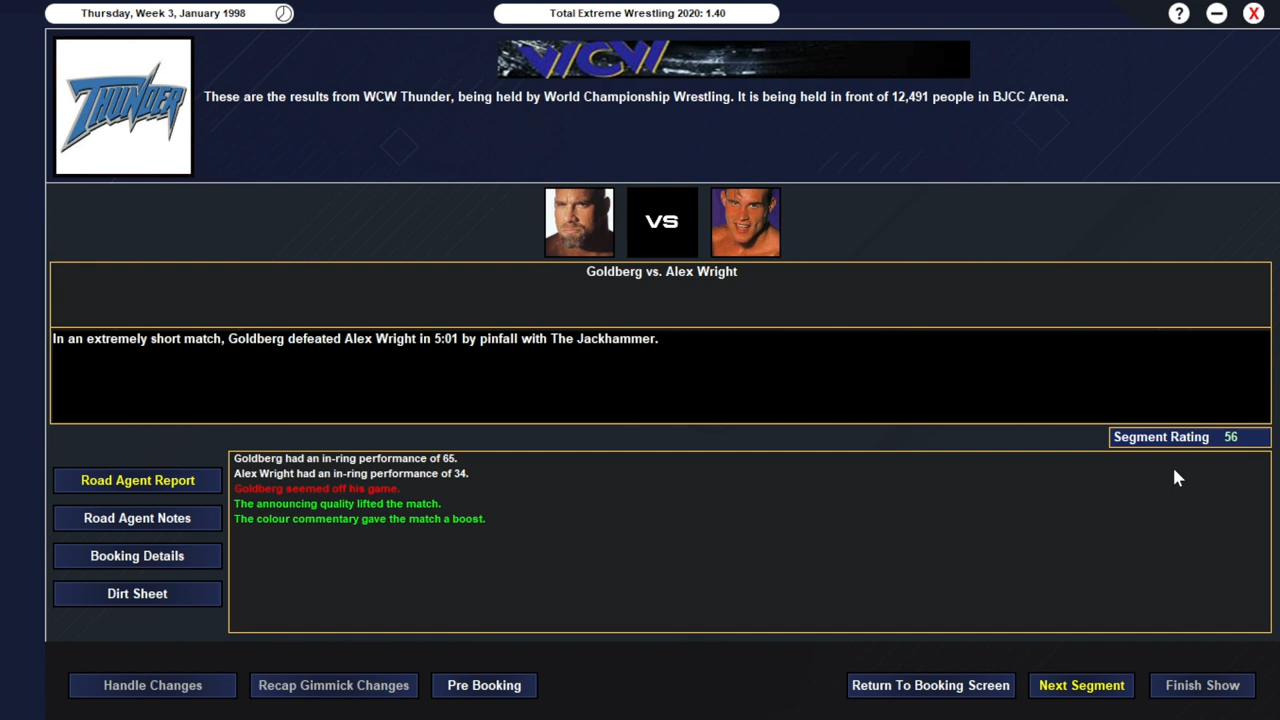 Thursday, Week 3, January 1998
Total Extreme Wrestling 2020: 1.40
?
X
WCW
THUNDER
These are the results from WCW Thunder, being held by World Championship Wrestling. It is being held in front of 12,491 people in BJCC Arena.
VS
Goldberg vs. Alex Wright
In an extremely short match, Goldberg defeated Alex Wright in 5:01 by pinfall with The Jackhammer.
Segment Rating 56
Goldberg had an in-ring performance of 65.
Alex Wright had an in-ring performance of 34.
Goldberg seemed off his game.
The announcing quality lifted the match.
The colour commentary gave the match a boost.
Road Agent Report
Road Agent Notes
Booking Details
Dirt Sheet
Handle Changes
Recap Gimmick Changes
Pre Booking
Return To Booking Screen
Next Segment
Finish Show